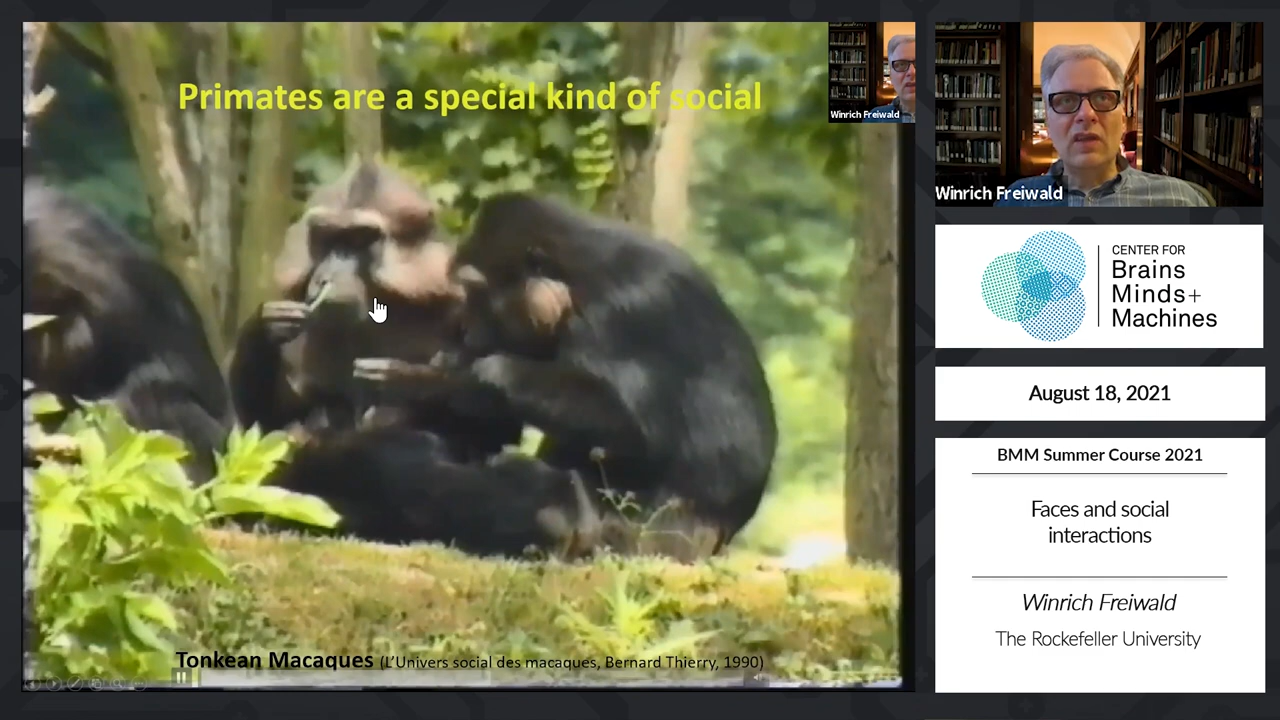 Primates are a special kind of social
Winrich Freiwald
Tonkean Macaques (L'Univers social des macaques, Bernard Thierry, 1990)
Winrich Freiwald
CENTER FOR
Brains
Minds+
Machines
August 18, 2021
BMM Summer Course 2021
Faces and social
interactions
Winrich Freiwald
The Rockefeller University